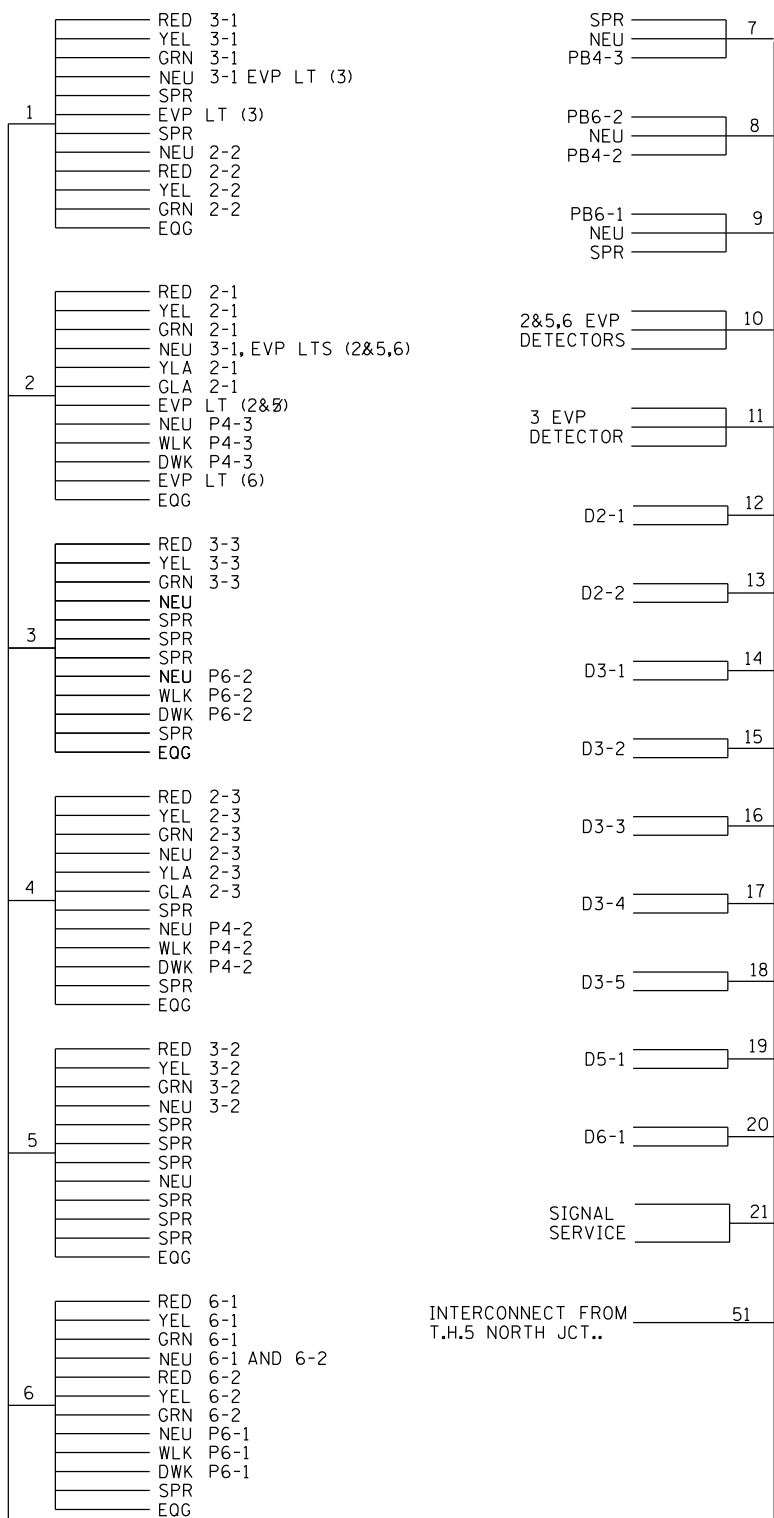 1
RED 3-1
YEL 3-1
GRN 3-1
NEU 3-1 EVP LT (3)
SPR
EVP LT (3)
SPR
NEU 2-2
RED 2-2
YEL 2-2
GRN 2-2
EQG
2
RED 2-1
YEL 2-1
GRN 2-1
NEU 3-1, EVP LTS (2&5,6)
YLA 2-1
GLA 2-1
EVP LT (2&5)
NEU P4-3
WLK P4-3
DWK P4-3
EVP LT (6)
EQG
3
RED 3-3
YEL 3-3
GRN 3-3
NEU
SPR
SPR
SPR
NEU P6-2
WLK P6-2
DWK P6-2
SPR
EQG
4
RED 2-3
YEL 2-3
GRN 2-3
NEU 2-3
YLA 2-3
GLA 2-3
SPR
NEU P4-2
WLK P4-2
DWK P4-2
SPR
EQG
5
RED 3-2
YEL 3-2
GRN 3-2
NEU 3-2
SPR
SPR
SPR
NEU
SPR
SPR
SPR
EQG
6
RED 6-1
YEL 6-1
GRN 6-1
NEU 6-1 AND 6-2
RED 6-2
YEL 6-2
GRN 6-2
NEU P6-1
WLK P6-1
DWK P6-1
SPR
EQG
SPR
NEU
PB4-3
7
PB6-2
NEU
PB4-2
8
PB6-1
NEU
SPR
9
2&5,6 EVP
DETECTORS
10
3 EVP
DETECTOR
11
D2-1
12
D2-2
13
D3-1
14
D3-2
15
D3-3
16
D3-4
17
D3-5
18
D5-1
19
D6-1
20
SIGNAL
SERVICE
21
INTERCONNECT FROM
T.H.5 NORTH JCT..
51